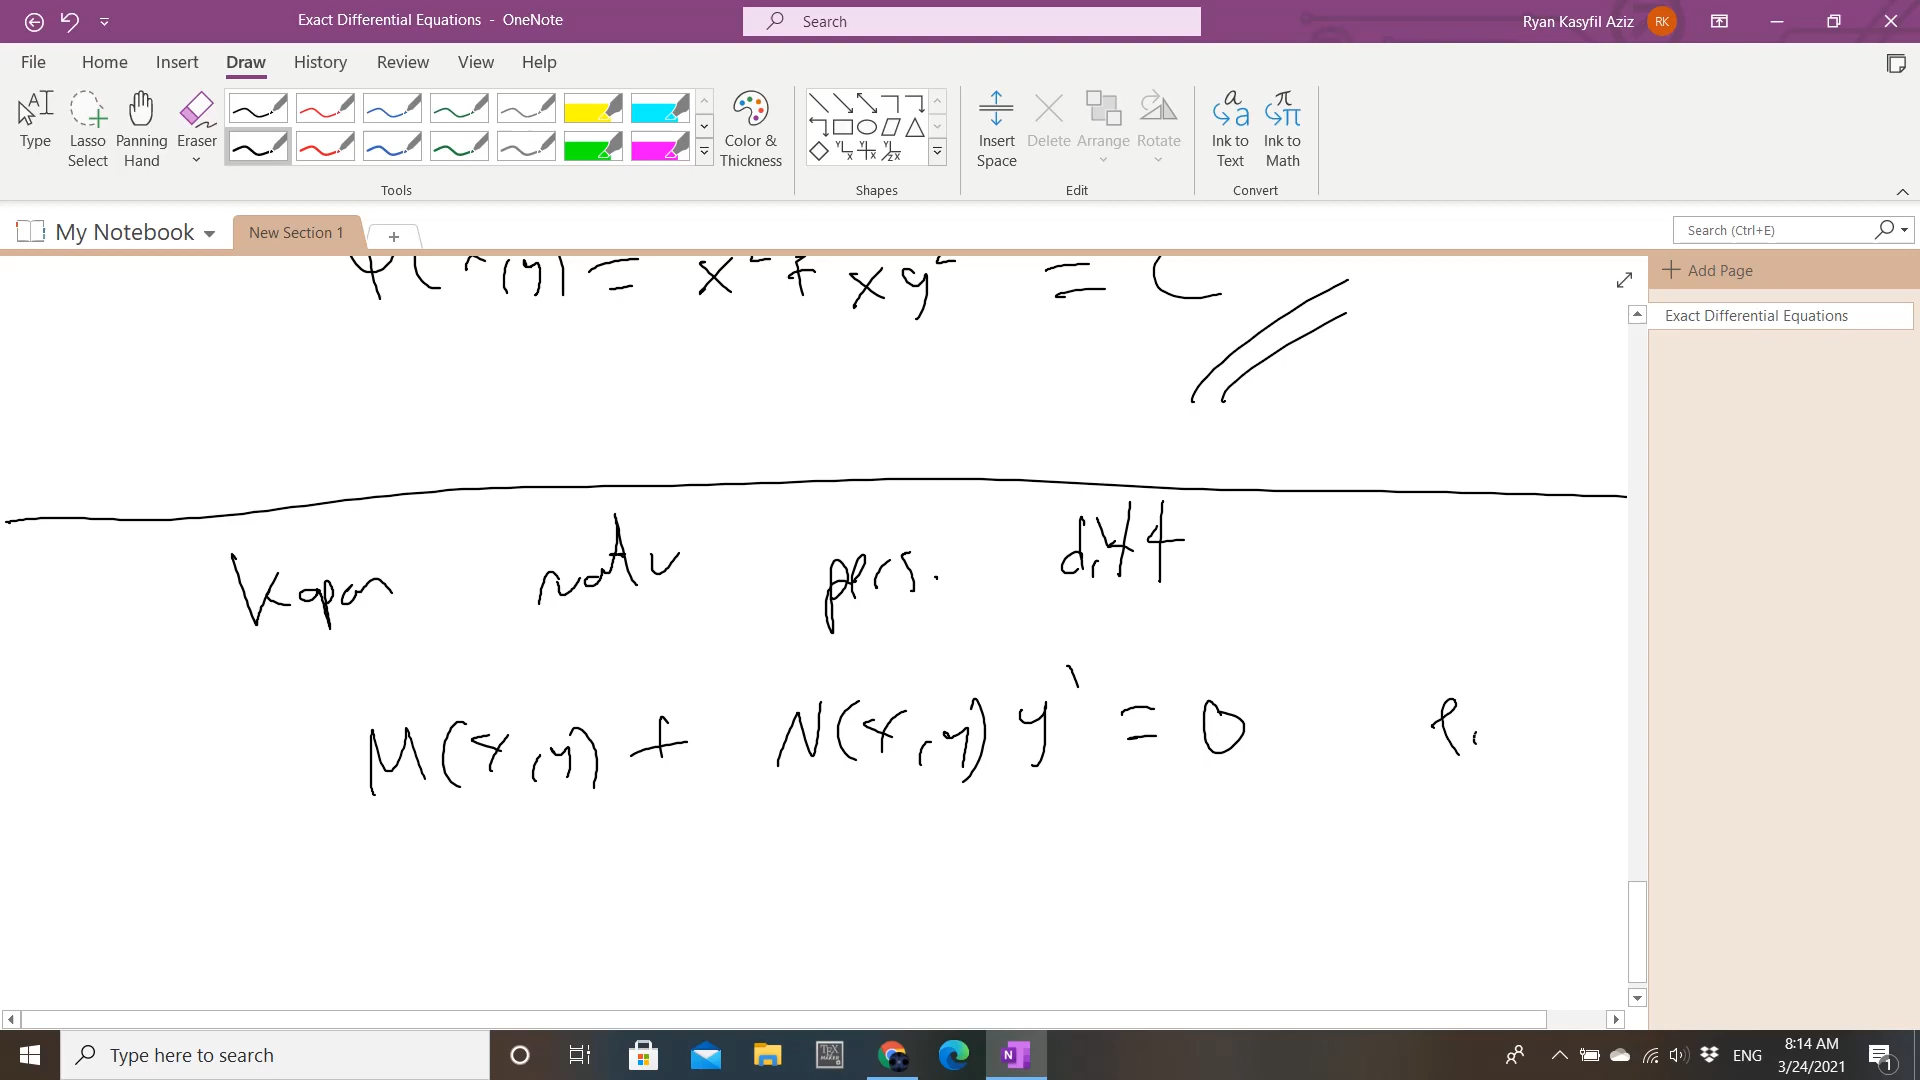 Exact Differential Equations - OneNote
Search
Ryan Kasyfil Aziz RK
File Home Insert Draw History Review View Help
Type
Lasso Select
Panning Hand
Eraser
Color & Thickness
Insert Space
Delete
Arrange
Rotate
Ink to Text
Ink to Math
Tools Shapes Edit Convert
My Notebook New Section 1
Search (Ctrl+E)
Add Page
Exact Differential Equations
ψ(x,y) = x² + xy² = C
Kapan
pers. diff
M(x,y) + N(x,y) y' = 0
Type here to search
ENG
8:14 AM
3/24/2021
1